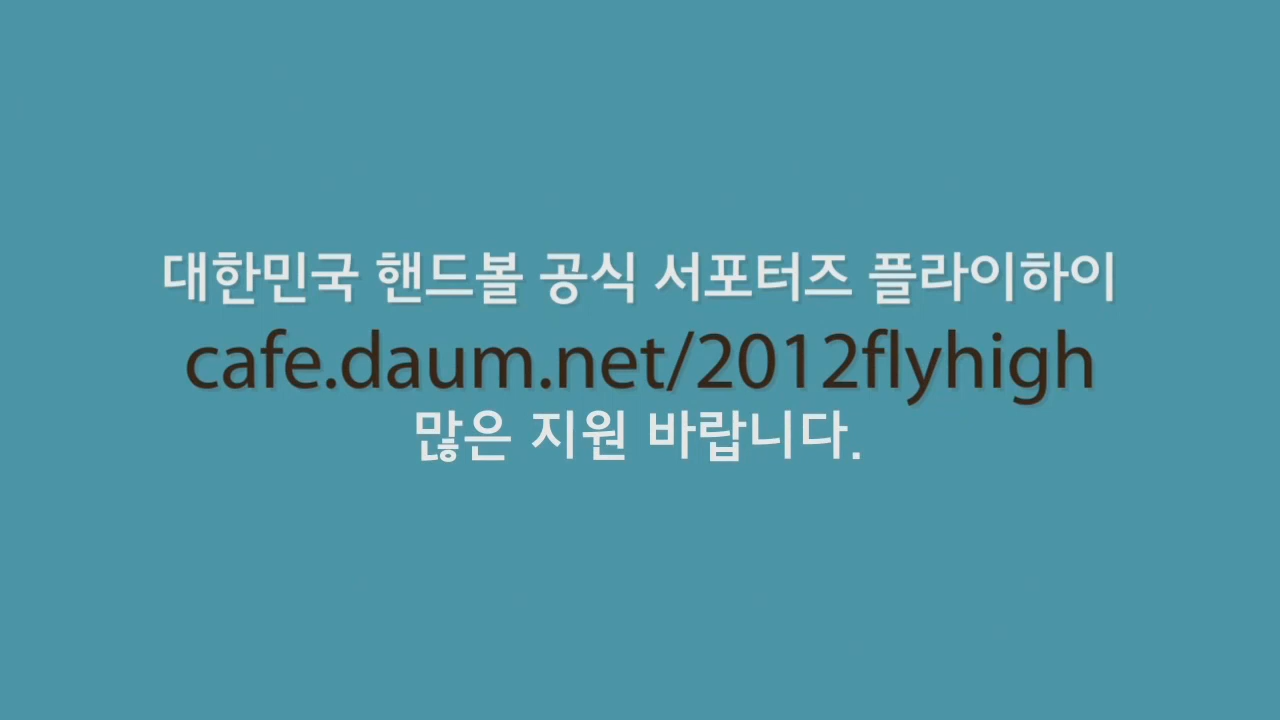 대한민국 핸드볼 공식 서포터즈 플라이하이
cafe.daum.net/2012flyhigh
많은 지원 바랍니다.